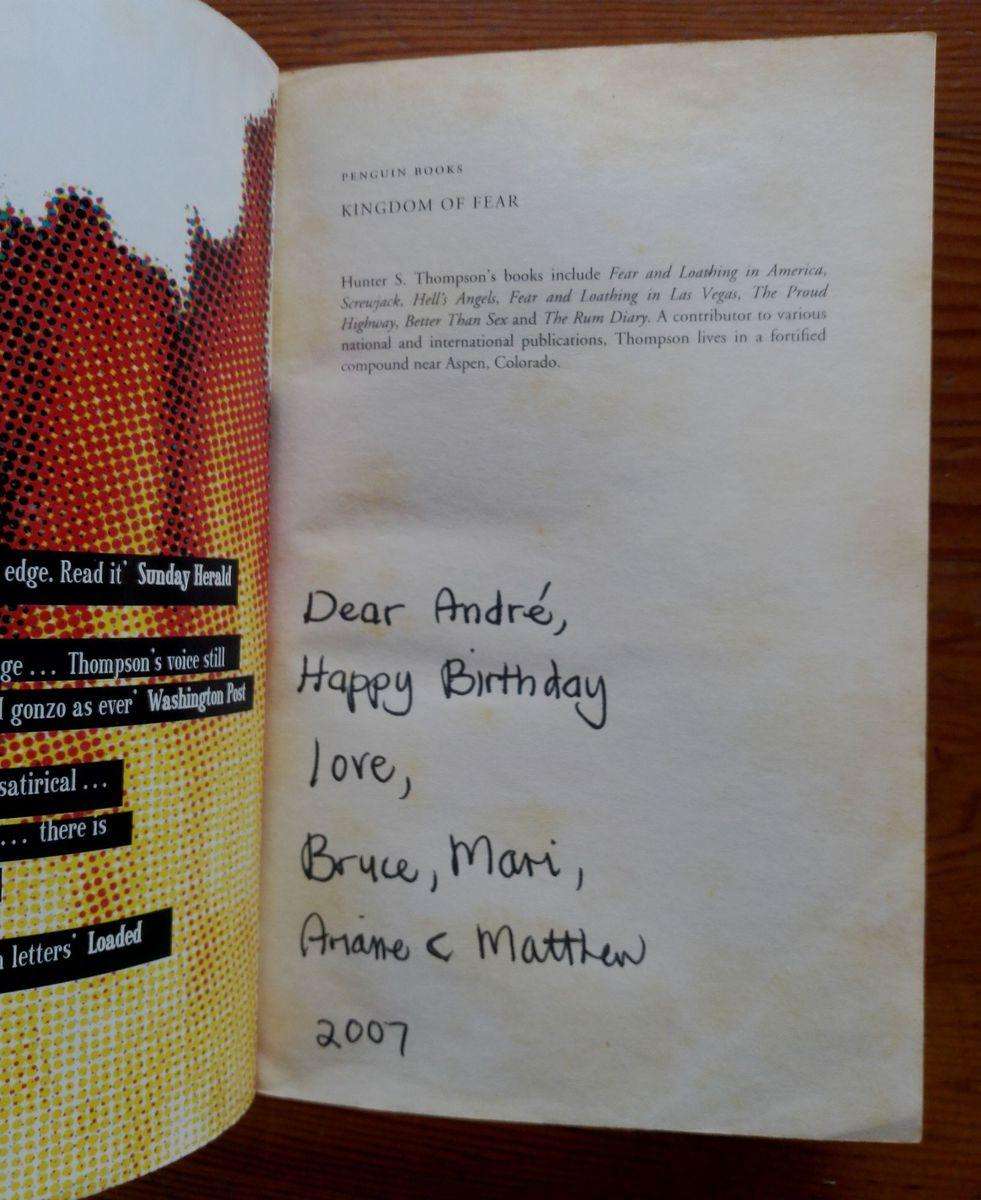 edge. Read it' Sunday Herald
ge ... Thompson's voice still
gonzo as ever' Washington Post
satirical ...
... there is
letters' Loaded
PENGUIN BOOKS
KINGDOM OF FEAR
Hunter S. Thompson's books include Fear and Loathing in America,
Screwjack, Hell's Angels, Fear and Loathing in Las Vegas, The Proud
Highway, Better Than Sex and The Rum Diary. A contributor to various
national and international publications, Thompson lives in a fortified
compound near Aspen, Colorado.
Dear André,
Happy Birthday
love,
Bruce, Mari,
Ariane & Matthew
2007